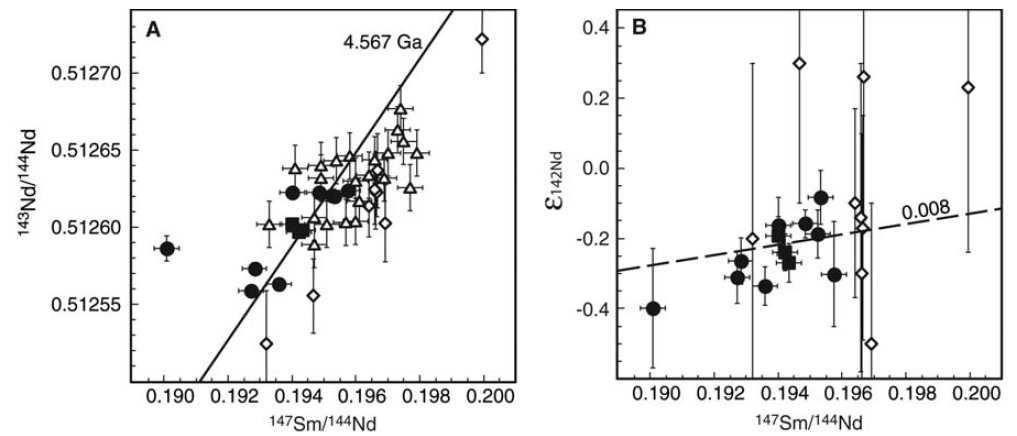 A
4.567 Ga
0.51270
0.51265
0.51260
0.51255
143Nd/144Nd
0.190 0.192 0.194 0.196 0.198 0.200
147Sm/144Nd
B
0.4
0.2
0.0
-0.2
-0.4
ε142Nd
0.008
0.190 0.192 0.194 0.196 0.198 0.200
147Sm/144Nd